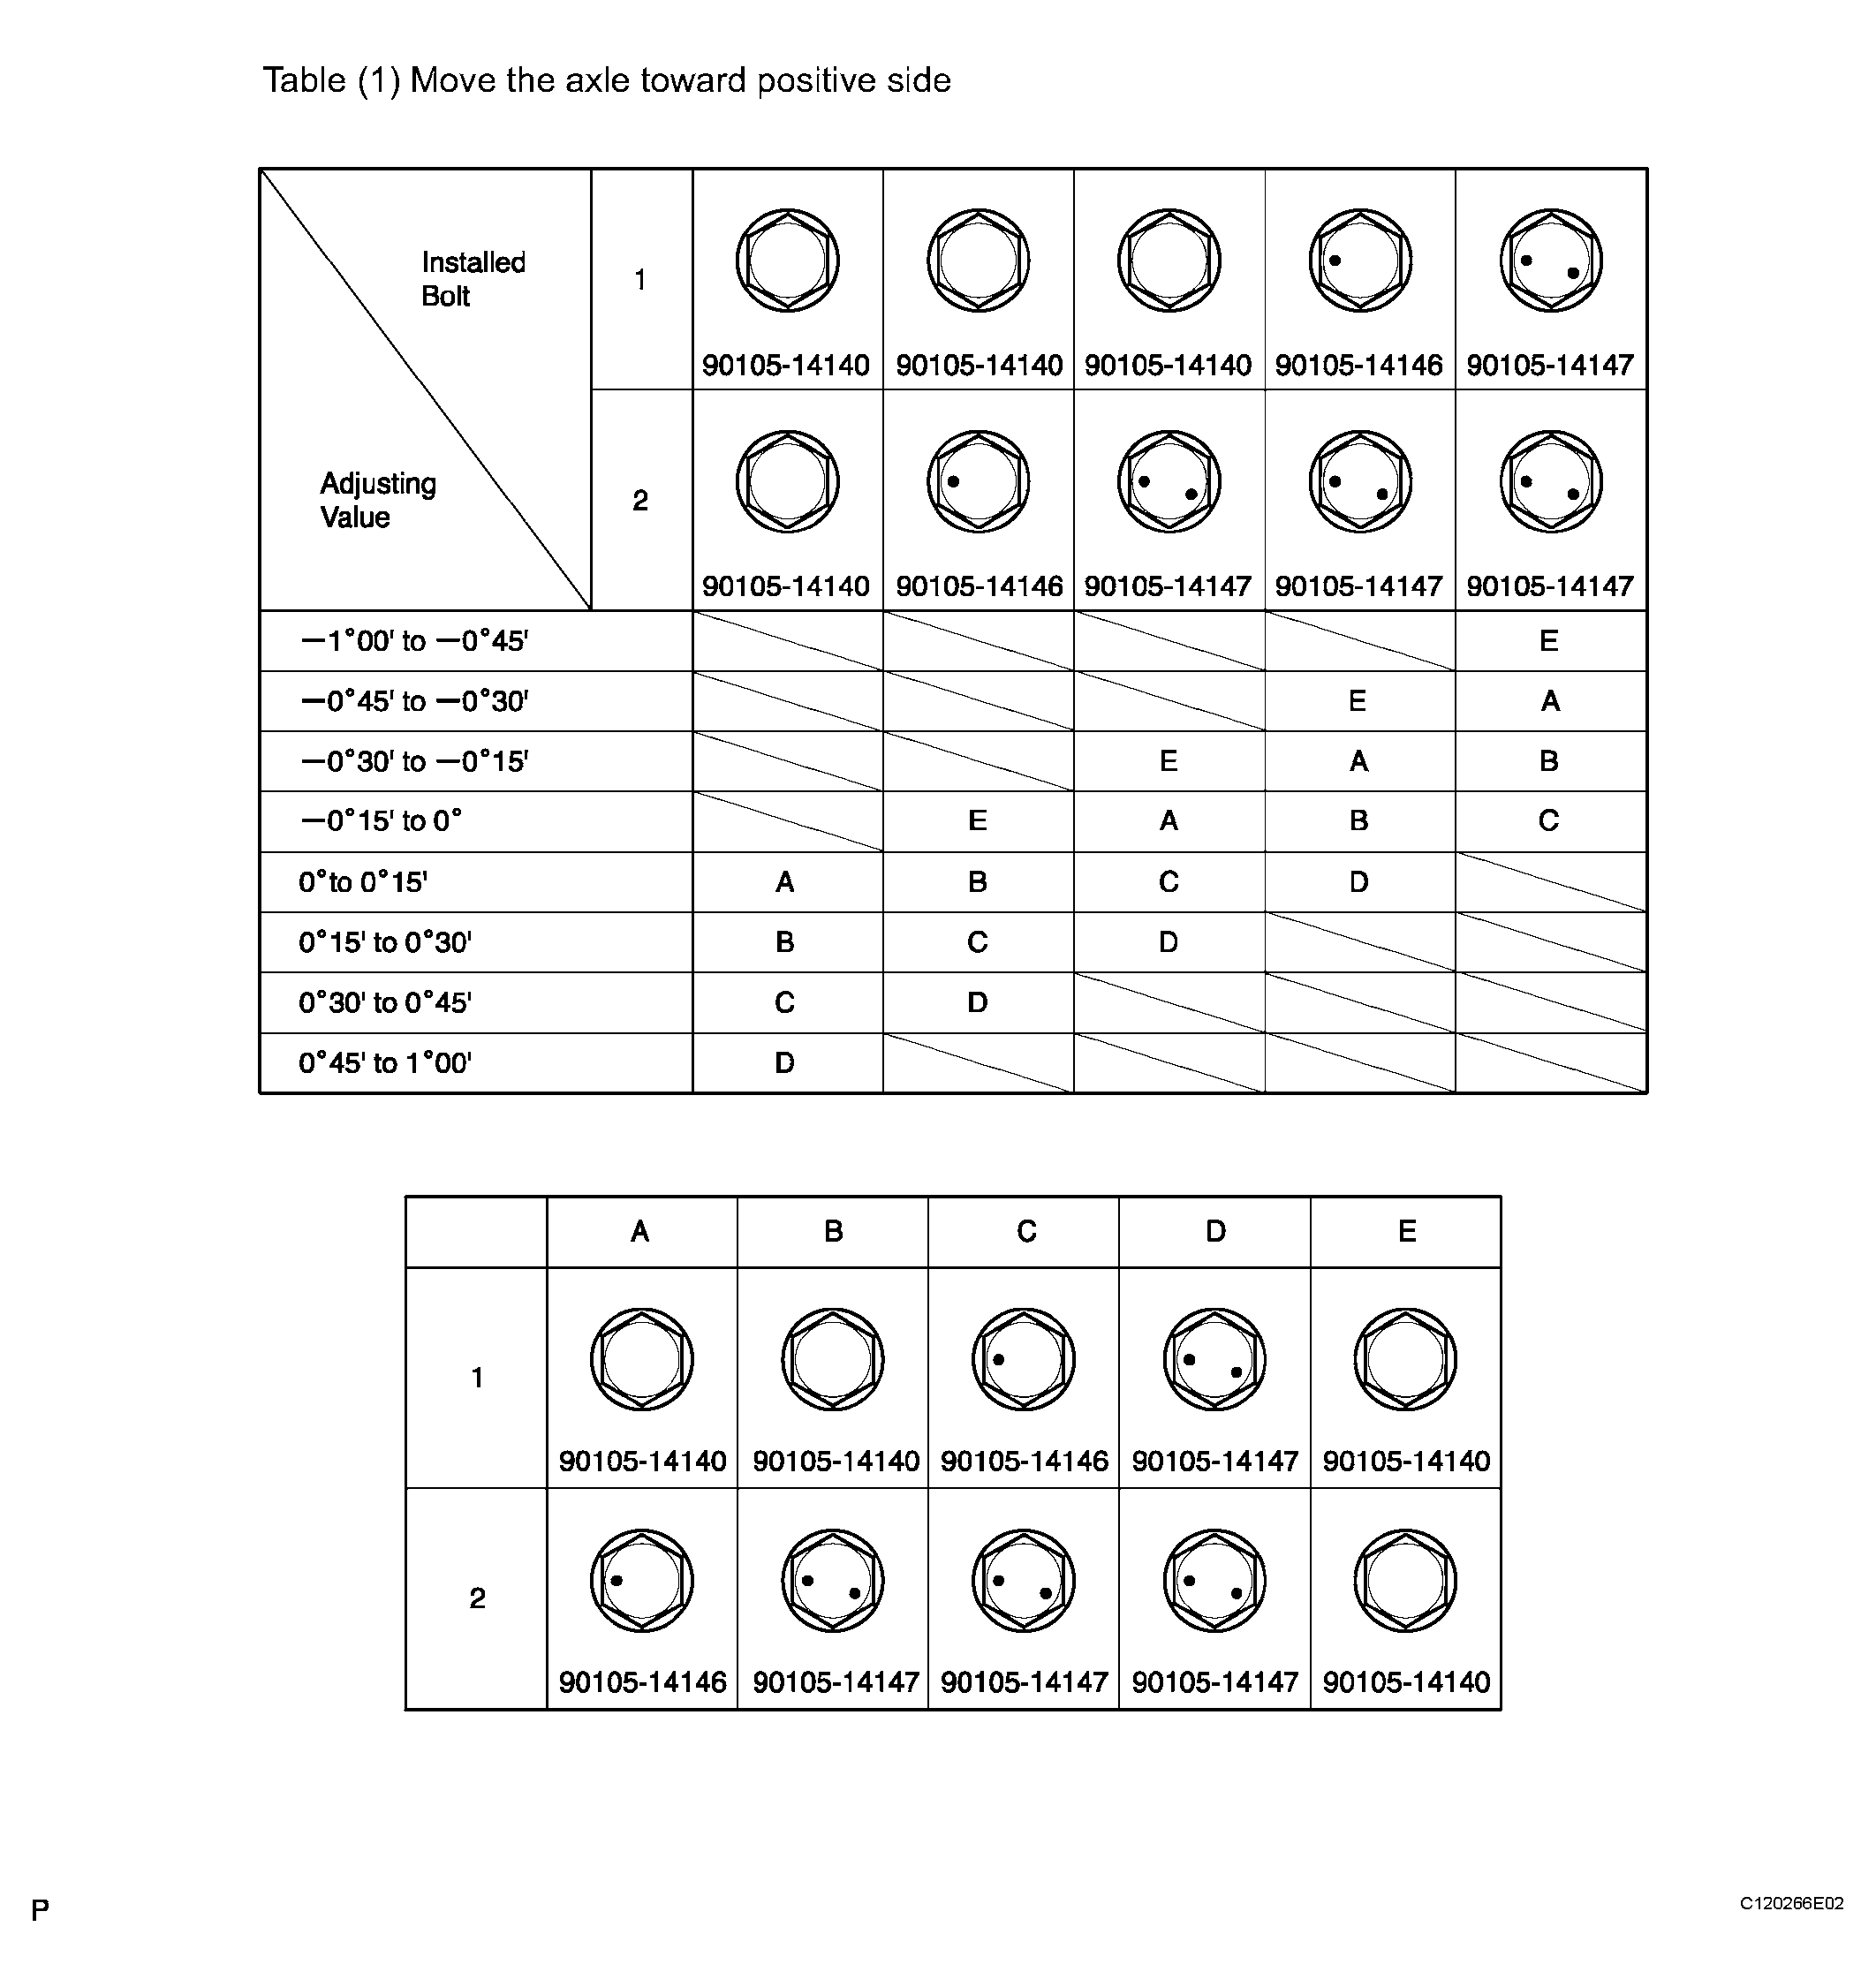 Table (1) Move the axle toward positive side
Installed
Bolt
Adjusting
Value
1
90105-14140 90105-14140 90105-14140 90105-14146 90105-14147
2
90105-14140 90105-14146 90105-14147 90105-14147 90105-14147
—1°00' to —0°45' E
—0°45' to —0°30' E A
—0°30' to —0°15' E A B
—0°15' to 0° E A B C
0°to 0°15' A B C D
0°15' to 0°30' B C D
0°30' to 0°45' C D
0°45' to 1°00' D
A B C D E
1
90105-14140 90105-14140 90105-14146 90105-14147 90105-14140
2
90105-14146 90105-14147 90105-14147 90105-14147 90105-14140
P
C120266E02